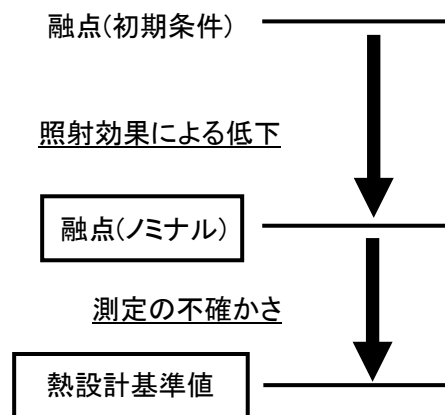 融点(初期条件)
照射効果による低下
融点(ノミナル)
測定の不確かさ
熱設計基準値